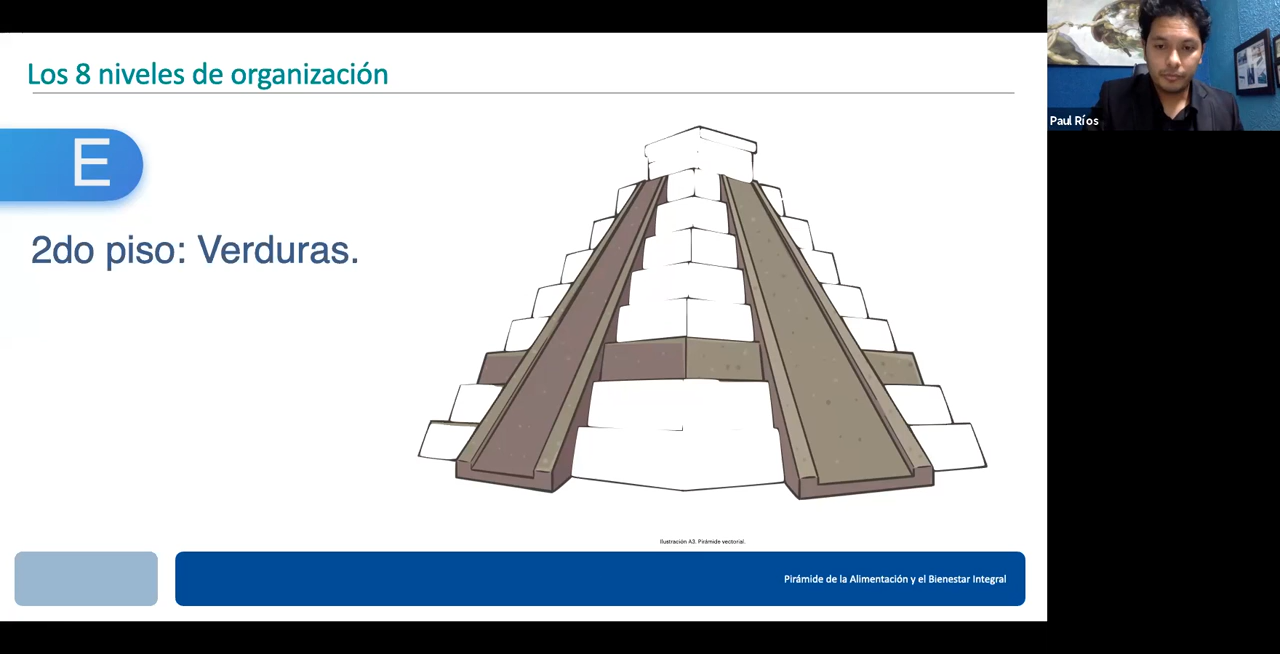 Los 8 niveles de organización
E
2do piso: Verduras.
Ilustración A3. Pirámide vectorial.
Pirámide de la Alimentación y el Bienestar Integral
Paul Ríos